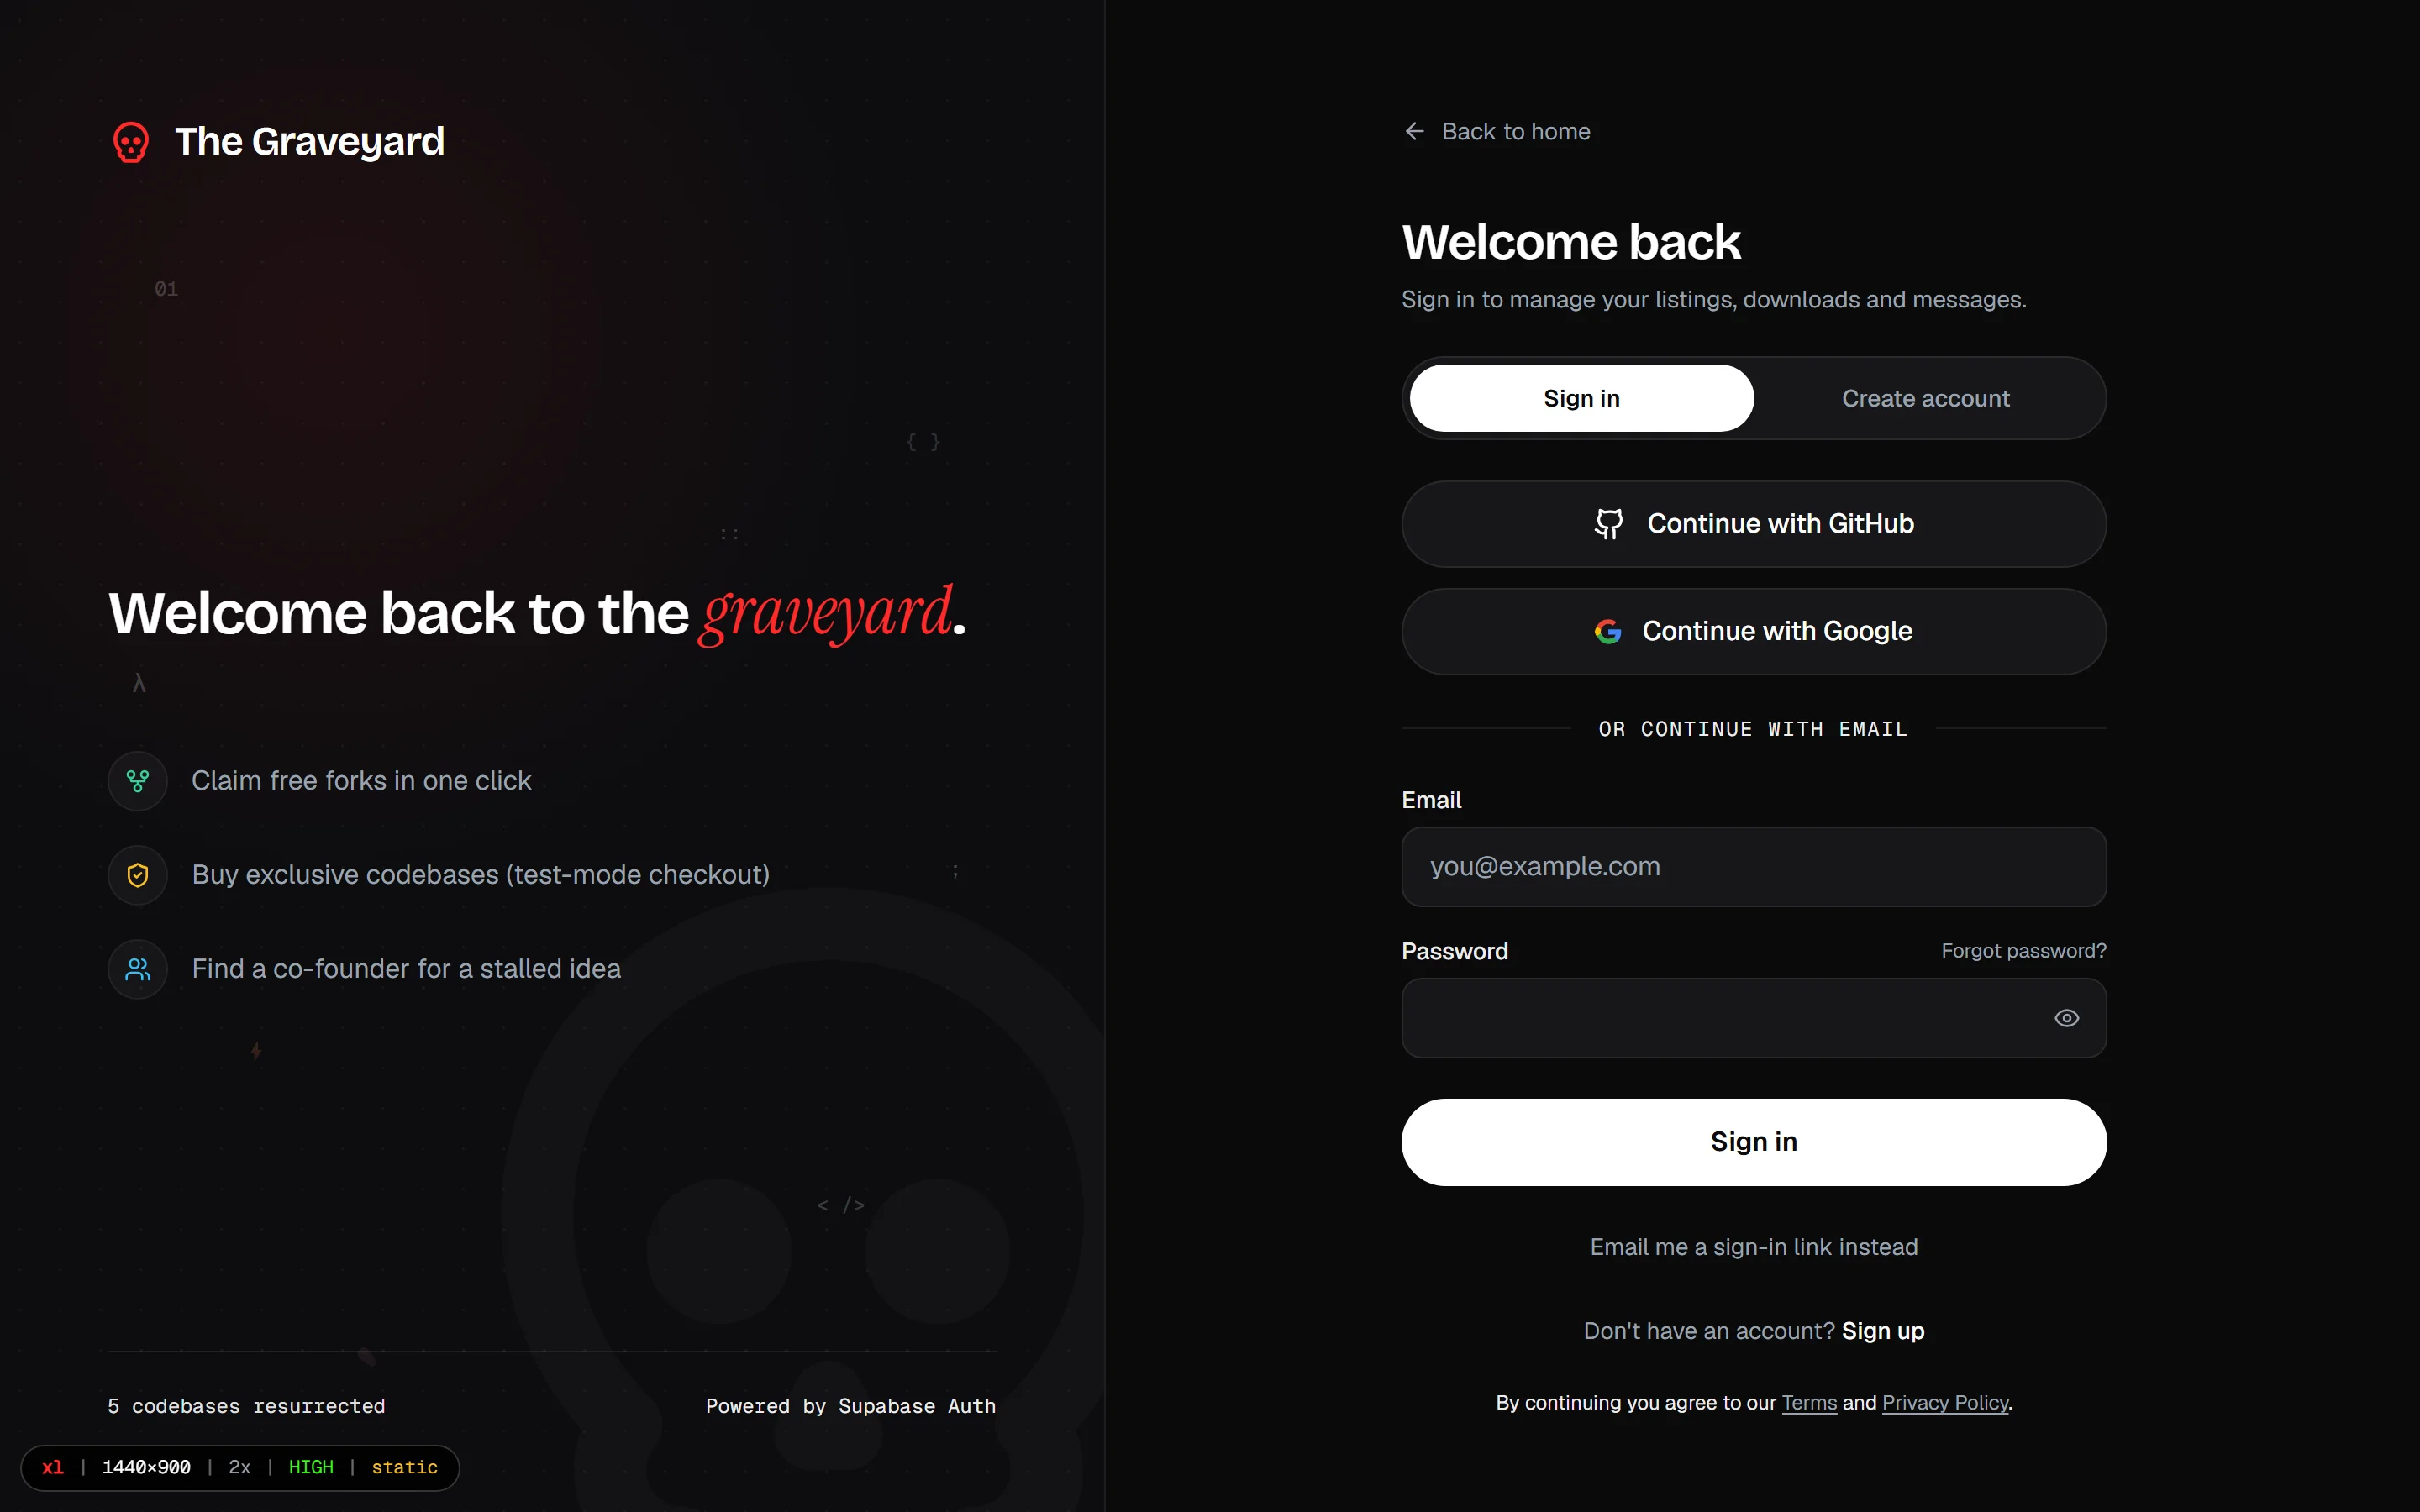 The Graveyard
01
{ }
::
Welcome back to the graveyard.
λ
Claim free forks in one click
Buy exclusive codebases (test-mode checkout)
;
Find a co-founder for a stalled idea
< />
5 codebases resurrected
Powered by Supabase Auth
xl | 1440×900 | 2x | HIGH | static
← Back to home
Welcome back
Sign in to manage your listings, downloads and messages.
Sign in
Create account
Continue with GitHub
Continue with Google
OR CONTINUE WITH EMAIL
Email
you@example.com
Password
Forgot password?
Sign in
Email me a sign-in link instead
Don't have an account? Sign up
By continuing you agree to our Terms and Privacy Policy.